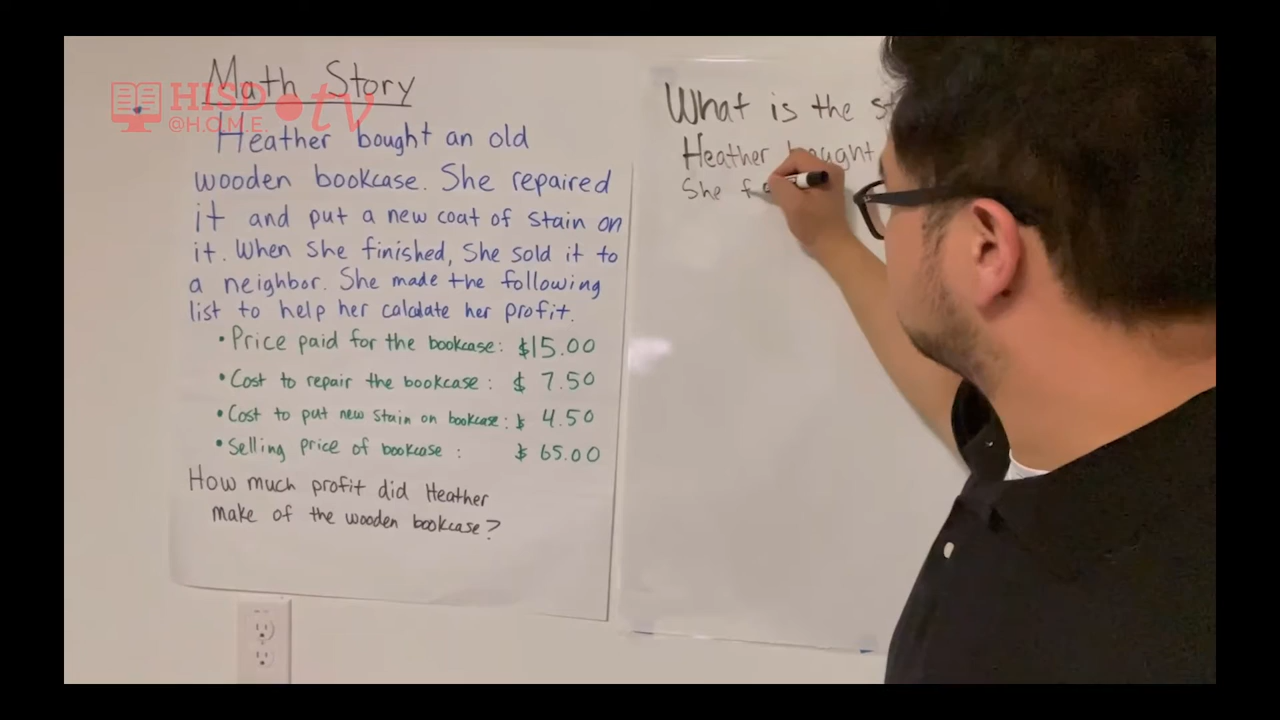 Math Story
HISD
@H.O.M.E.
tv
Heather bought an old
wooden bookcase. She repaired
it and put a new coat of stain on
it. When she finished, She sold it to
a neighbor. She made the following
list to help her calculate her profit.
• Price paid for the bookcase: $15.00
• Cost to repair the bookcase: $ 7.50
• Cost to put new stain on bookcase: $ 4.50
• Selling price of bookcase : $ 65.00
How much profit did Heather
make of the wooden bookcase?
What is the
Heather bought
She